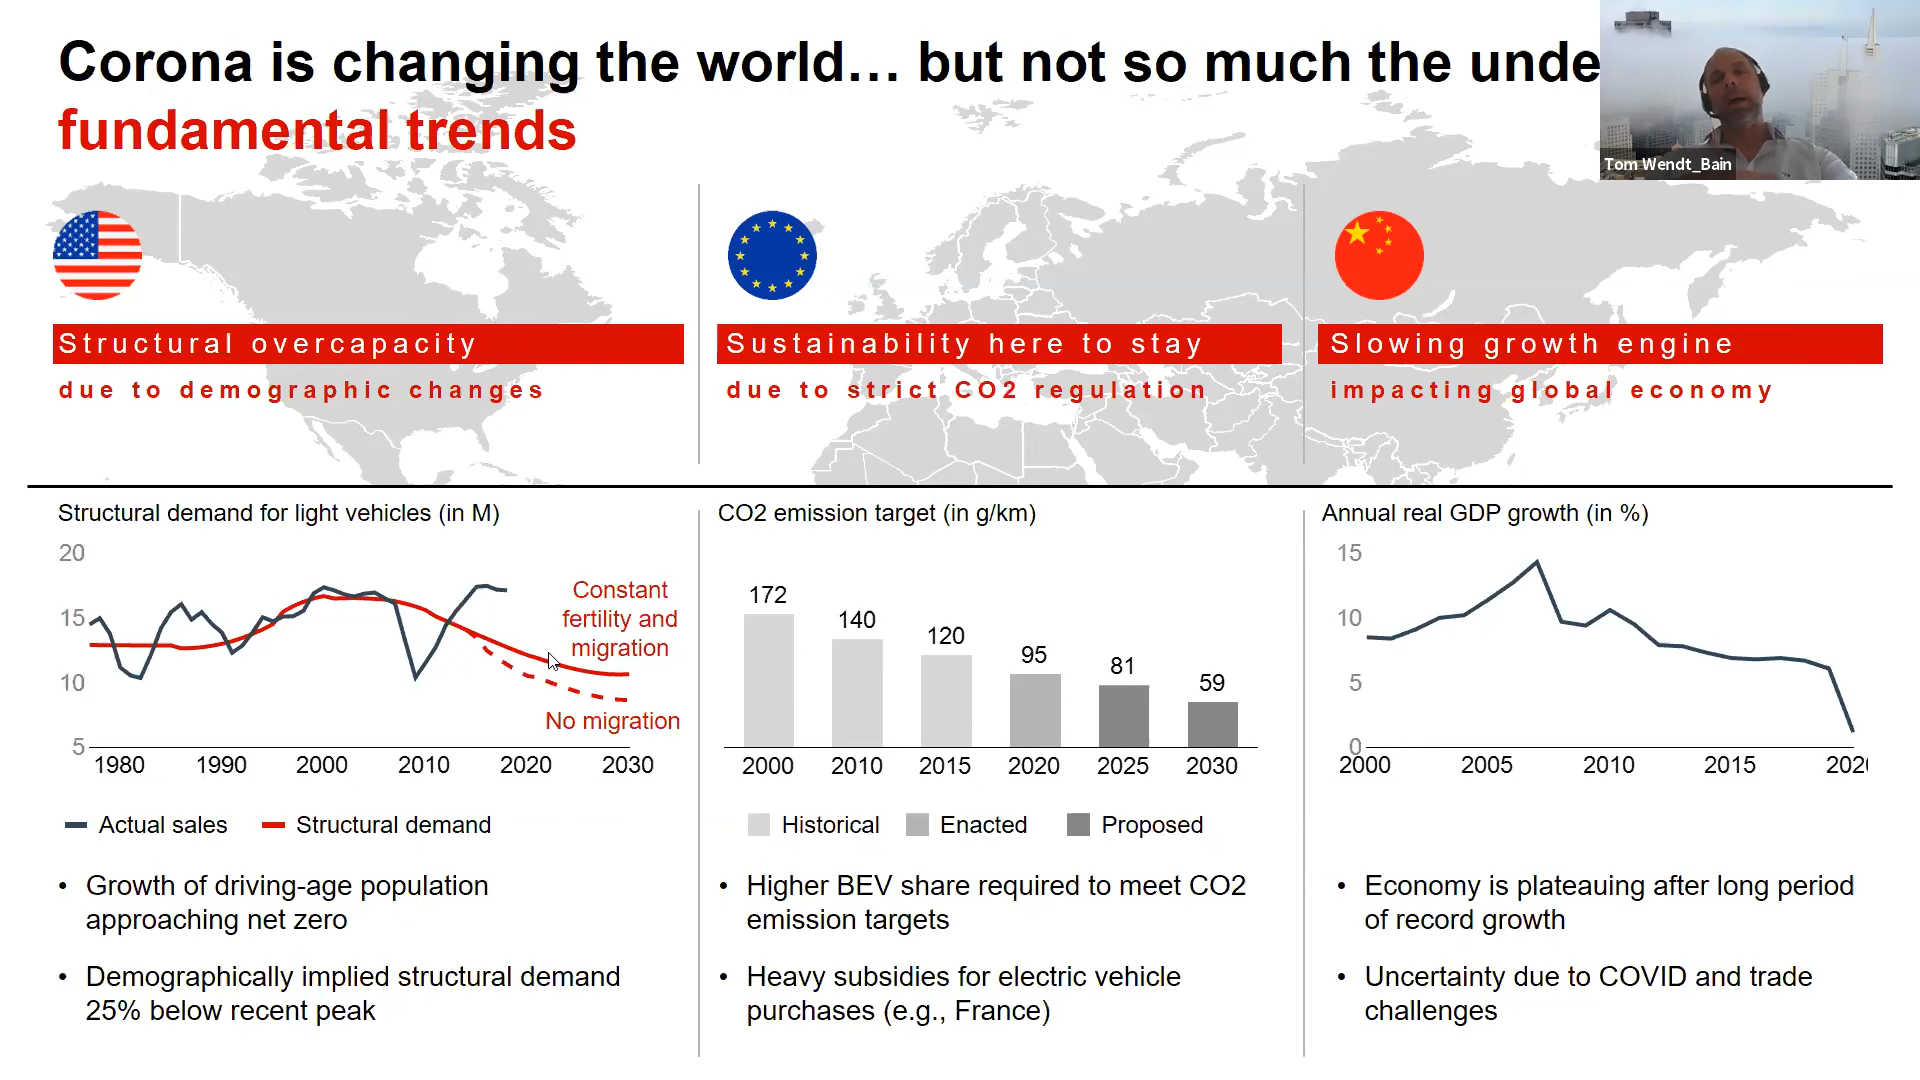 Corona is changing the world… but not so much the unde
fundamental trends
Tom Wendt_Bain
Structural overcapacity
due to demographic changes
Sustainability here to stay
due to strict CO2 regulation
Slowing growth engine
impacting global economy
Structural demand for light vehicles (in M)
20
15
10
5
1980 1990 2000 2010 2020 2030
Constant
fertility and
migration
No migration
Actual sales Structural demand
Growth of driving-age population
approaching net zero
Demographically implied structural demand
25% below recent peak
CO2 emission target (in g/km)
172 140 120 95 81 59
2000 2010 2015 2020 2025 2030
Historical Enacted Proposed
Higher BEV share required to meet CO2
emission targets
Heavy subsidies for electric vehicle
purchases (e.g., France)
Annual real GDP growth (in %)
15
10
5
0
2000 2005 2010 2015 2020
Economy is plateauing after long period
of record growth
Uncertainty due to COVID and trade
challenges